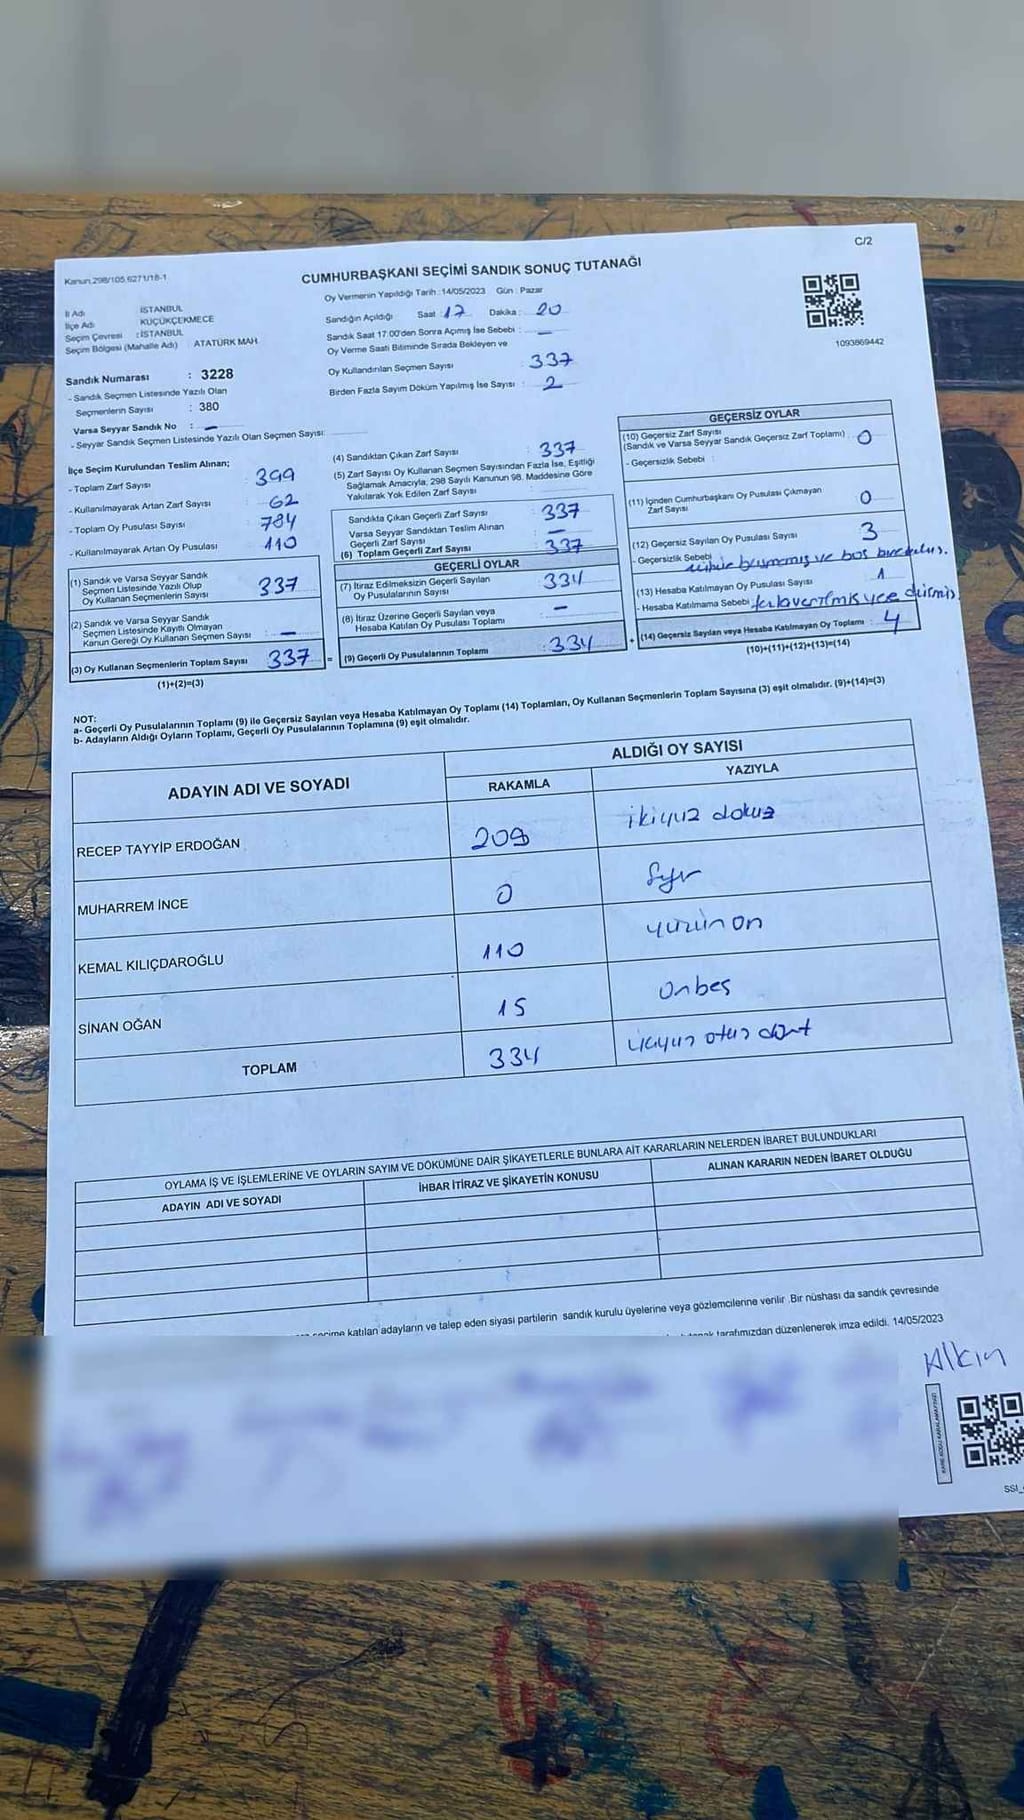 C/2
Kanun 298/105,6271/18-1
CUMHURBAŞKANI SEÇİMİ SANDIK SONUÇ TUTANAĞI
İl Adı İSTANBUL
İlçe Adı KÜÇÜKÇEKMECE
Seçim Çevresi : İSTANBUL
Seçim Bölgesi (Mahalle Adı) ATATÜRK MAH
Sandık Numarası : 3228
- Sandık Seçmen Listesinde Yazılı Olan
Seçmenlerin Sayısı : 380
Varsa Seyyar Sandık No : -
- Seyyar Sandık Seçmen Listesinde Yazılı Olan Seçmen Sayısı:
Oy Vermenin Yapıldığı Tarih :14/05/2023 Gün : Pazar
Sandığın Açıldığı Saat : 17 Dakika : 20
Sandık Saat 17:00'den Sonra Açımış İse Sebebi : -
Oy Verme Saati Bitiminde Sırada Bekleyen ve
Oy Kullandırılan Seçmen Sayısı : 337
Birden Fazla Sayım Döküm Yapılmış İse Sayısı : 2
1093869442
İlçe Seçim Kurulundan Teslim Alınan;
- Toplam Zarf Sayısı : 399
- Kullanılmayarak Artan Zarf Sayısı : 62
- Toplam Oy Pusulası Sayısı : 784
- Kullanılmayarak Artan Oy Pusulası : 110
(1) Sandık ve Varsa Seyyar Sandık
Seçmen Listesinde Yazılı Olup
Oy Kullanan Seçmenlerin Sayısı : 337
(2) Sandık ve Varsa Seyyar Sandık
Seçmen Listesinde Kayıtlı Olmayan
Kanun Gereği Oy Kullanan Seçmen Sayısı : -
(3) Oy Kullanan Seçmenlerin Toplam Sayısı 337 =
(1)+(2)=(3)
(4) Sandıktan Çıkan Zarf Sayısı : 337
(5) Zarf Sayısı Oy Kullanan Seçmen Sayısından Fazla İse, Eşitliği
Sağlamak Amacıyla; 298 Sayılı Kanunun 98. Maddesine Göre
Yakılarak Yok Edilen Zarf Sayısı :
Sandıkta Çıkan Geçerli Zarf Sayısı : 337
Varsa Seyyar Sandıktan Teslim Alınan
Geçerli Zarf Sayısı : -
(6) Toplam Geçerli Zarf Sayısı : 337
GEÇERLİ OYLAR
(7) İtiraz Edilmeksizin Geçerli Sayılan
Oy Pusulalarının Sayısı : 334
(8) İtiraz Üzerine Geçerli Sayılan veya
Hesaba Katılan Oy Pusulası Toplamı : -
(9) Geçerli Oy Pusulalarının Toplamı : 334 +
GEÇERSİZ OYLAR
(10) Geçersiz Zarf Sayısı
(Sandık ve Varsa Seyyar Sandık Geçersiz Zarf Toplamı) : 0
- Geçersizlik Sebebi :
(11) İçinden Cumhurbaşkanı Oy Pusulası Çıkmayan
Zarf Sayısı : 0
(12) Geçersiz Sayılan Oy Pusulası Sayısı : 3
- Geçersizlik Sebebi : ve boş
(13) Hesaba Katılmayan Oy Pusulası Sayısı : 1
- Hesaba Katılmama Sebebi :
(14) Geçersiz Sayılan veya Hesaba Katılmayan Oy Toplamı : 4
(10)+(11)+(12)+(13)=(14)
NOT:
a- Geçerli Oy Pusulalarının Toplamı (9) ile Geçersiz Sayılan veya Hesaba Katılmayan Oy Toplamı (14) Toplamları, Oy Kullanan Seçmenlerin Toplam Sayısına (3) eşit olmalıdır. (9)+(14)=(3)
b- Adayların Aldığı Oyların Toplamı, Geçerli Oy Pusulalarının Toplamına (9) eşit olmalıdır.
ADAYIN ADI VE SOYADI ALDIĞI OY SAYISI
RAKAMLA YAZIYLA
RECEP TAYYİP ERDOĞAN 209 ikiyüz dokuz
MUHARREM İNCE 0 Sıfır
KEMAL KILIÇDAROĞLU 110
SİNAN OĞAN 15 onbeş
TOPLAM 334 üçyüz otuz dört
OYLAMA İŞ VE İŞLEMLERİNE VE OYLARIN SAYIM VE DÖKÜMÜNE DAİR ŞİKAYETLERLE BUNLARA AİT KARARLARIN NELERDEN İBARET BULUNDUKLARI
ADAYIN ADI VE SOYADI İHBAR İTİRAZ VE ŞİKAYETİN KONUSU ALINAN KARARIN NEDEN İBARET OLDUĞU
katılan adayların ve talep eden siyasi partilerin sandık kurulu üyelerine veya gözlemcilerine verilir .Bir nüshası da sandık çevresinde
tarafımızdan düzenlenerek imza edildi. 14/05/2023
Alkın